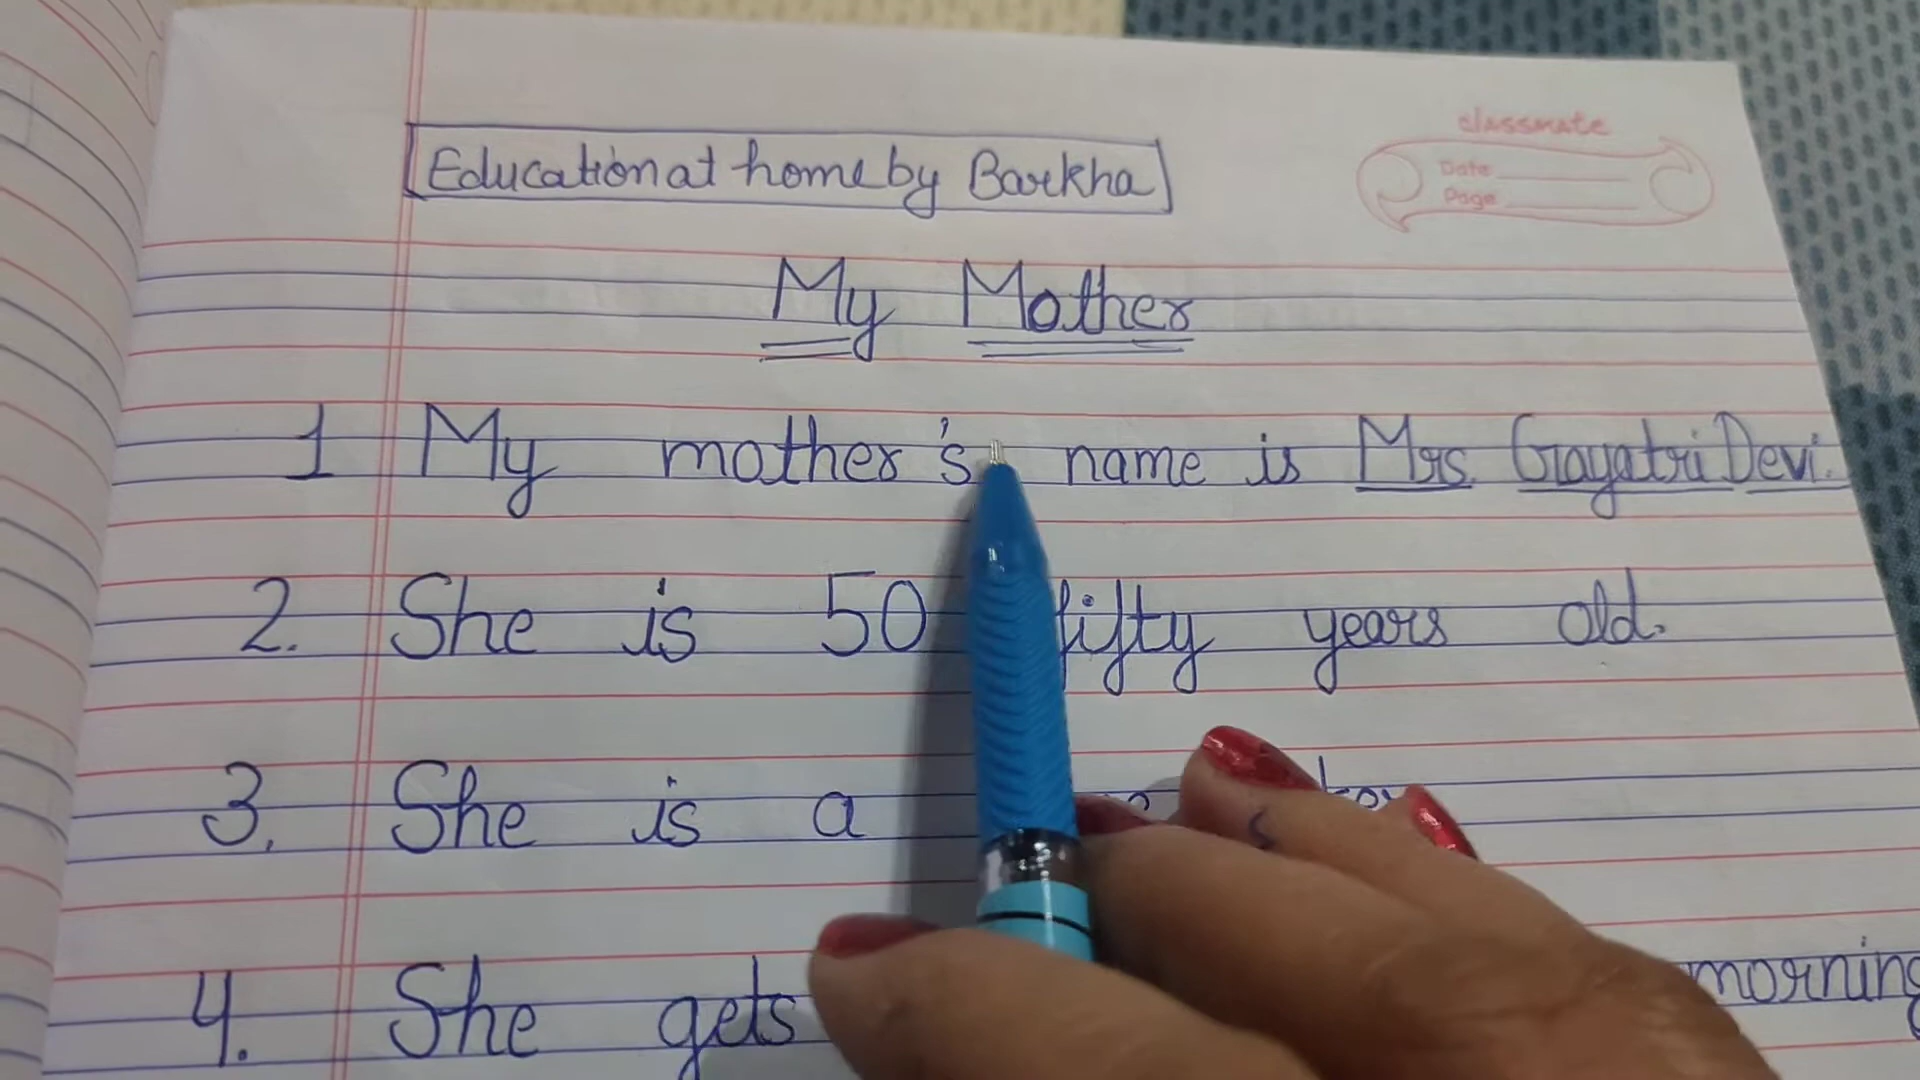 Education at home by Barkha
classmate
Date
Page
My Mother
1 My mother's name is Mrs. Gayatri Devi.
2. She is 50 fifty years old.
3. She is a
4. She gets morning